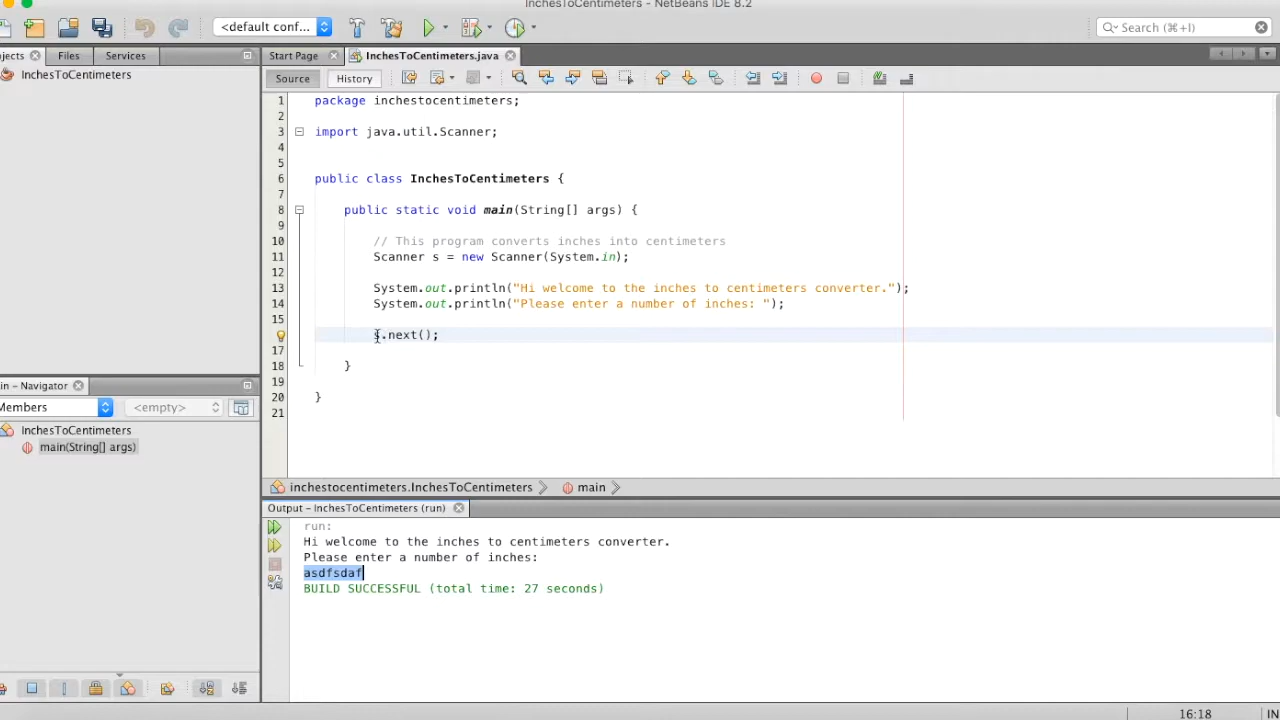 InchesToCentimeters - NetBeans IDE 8.2
<default conf...
Search (⌘+I)
ojects
Files
Services
Start Page
InchesToCentimeters.java
InchesToCentimeters
Source
History
1 package inchestocentimeters;
2
3 import java.util.Scanner;
4
5
6 public class InchesToCentimeters {
7
8 public static void main(String[] args) {
9
10 // This program converts inches into centimeters
11 Scanner s = new Scanner(System.in);
12
13 System.out.println("Hi welcome to the inches to centimeters converter.");
14 System.out.println("Please enter a number of inches: ");
15
s.next();
17
18 }
19
20 }
21
in - Navigator
Members
<empty>
InchesToCentimeters
main(String[] args)
inchestocentimeters.InchesToCentimeters
main
Output - InchesToCentimeters (run)
run:
Hi welcome to the inches to centimeters converter.
Please enter a number of inches:
asdfsdaf
BUILD SUCCESSFUL (total time: 27 seconds)
16:18
IN